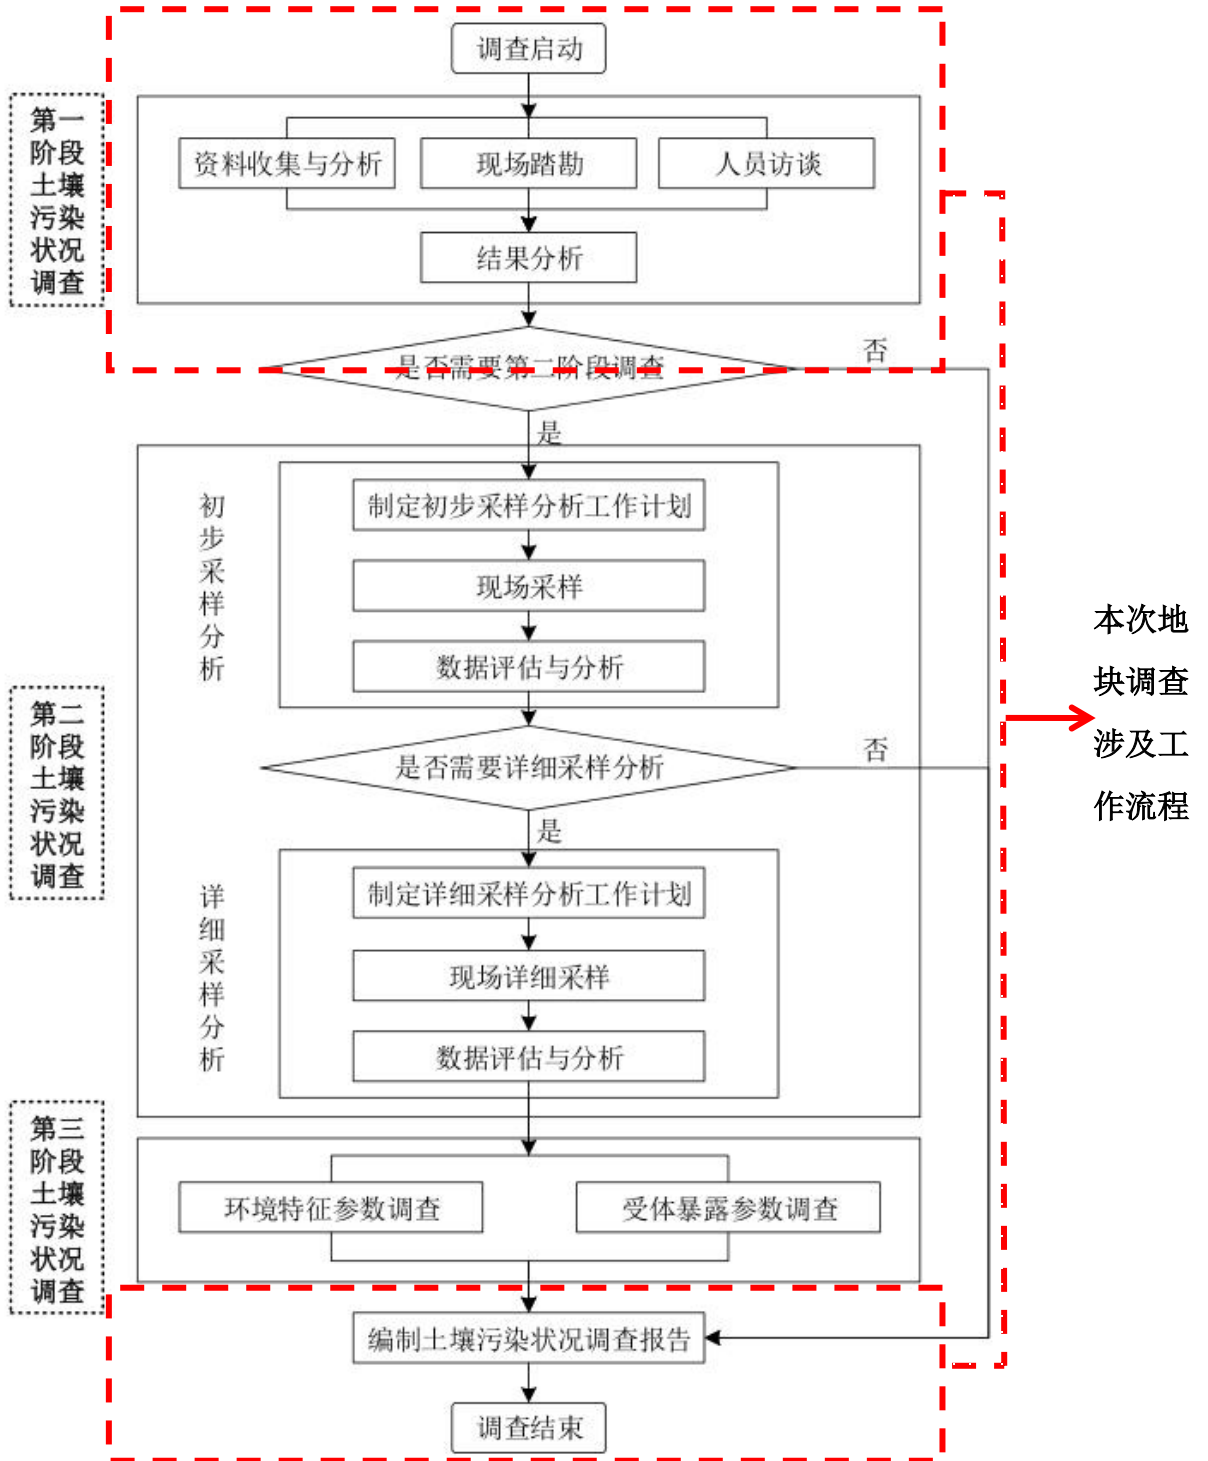 调查启动
第一
阶段
土壤
污染
状况
调查
资料收集与分析
现场踏勘
人员访谈
结果分析
是否需要第二阶段调查
否
是
初
步
采
样
分
析
制定初步采样分析工作计划
现场采样
数据评估与分析
第二
阶段
土壤
污染
状况
调查
是否需要详细采样分析
否
是
详
细
采
样
分
析
制定详细采样分析工作计划
现场详细采样
数据评估与分析
第三
阶段
土壤
污染
状况
调查
环境特征参数调查
受体暴露参数调查
编制土壤污染状况调查报告
调查结束
本次地
块调查
涉及工
作流程